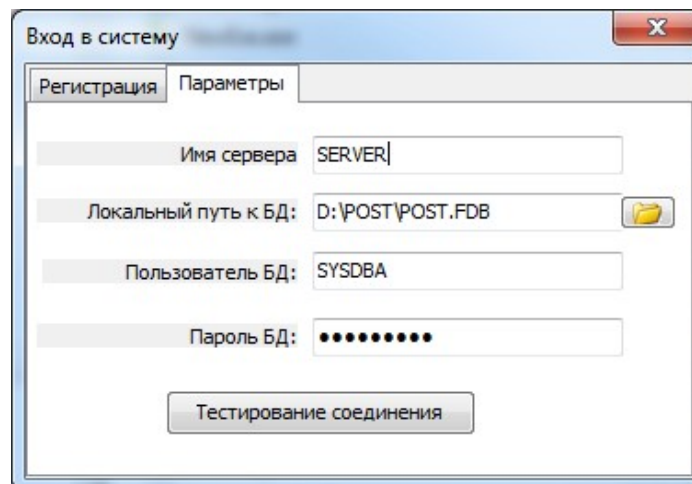 Вход в систему
Регистрация Параметры
Имя сервера SERVER
Локальный путь к БД: D:\POST\POST.FDB
Пользователь БД: SYSDBA
Пароль БД: •••••••••
Тестирование соединения